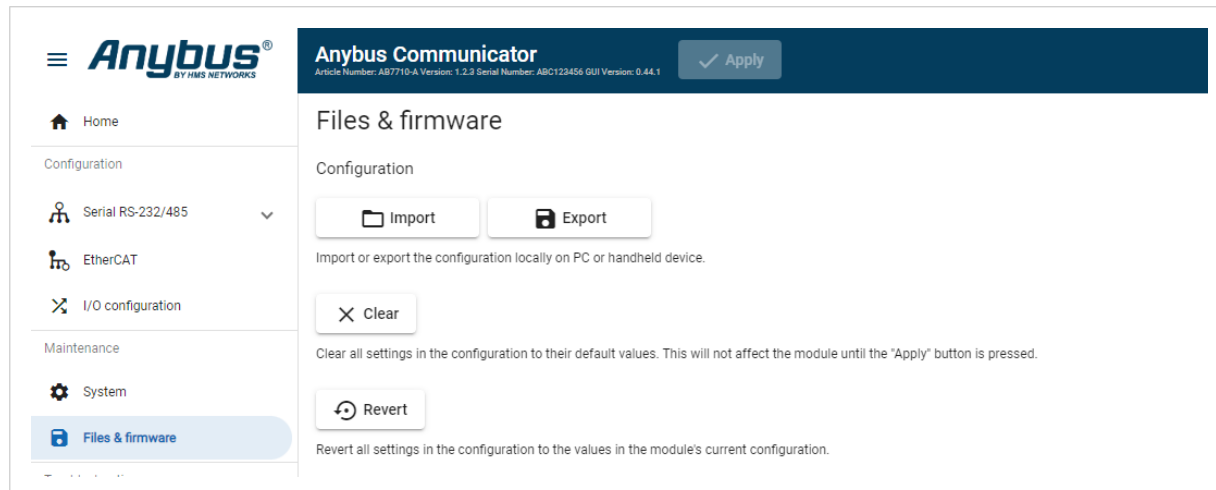 Anybus®
BY HMS NETWORKS
Anybus Communicator
Article Number: AB7710-A Version: 1.2.3 Serial Number: ABC123456 GUI Version: 0.44.1
Apply
Home
Configuration
Serial RS-232/485
EtherCAT
I/O configuration
Maintenance
System
Files & firmware
Files & firmware
Configuration
Import
Export
Import or export the configuration locally on PC or handheld device.
Clear
Clear all settings in the configuration to their default values. This will not affect the module until the "Apply" button is pressed.
Revert
Revert all settings in the configuration to the values in the module's current configuration.